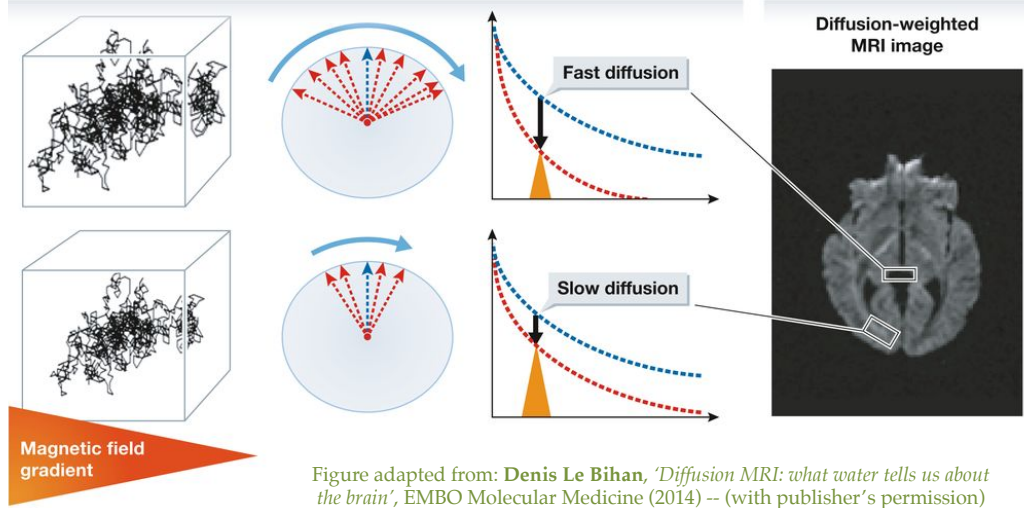 Diffusion-weighted
MRI image
Fast diffusion
Slow diffusion
Magnetic field
gradient
Figure adapted from: Denis Le Bihan, ‘Diffusion MRI: what water tells us about
the brain’, EMBO Molecular Medicine (2014) -- (with publisher’s permission)